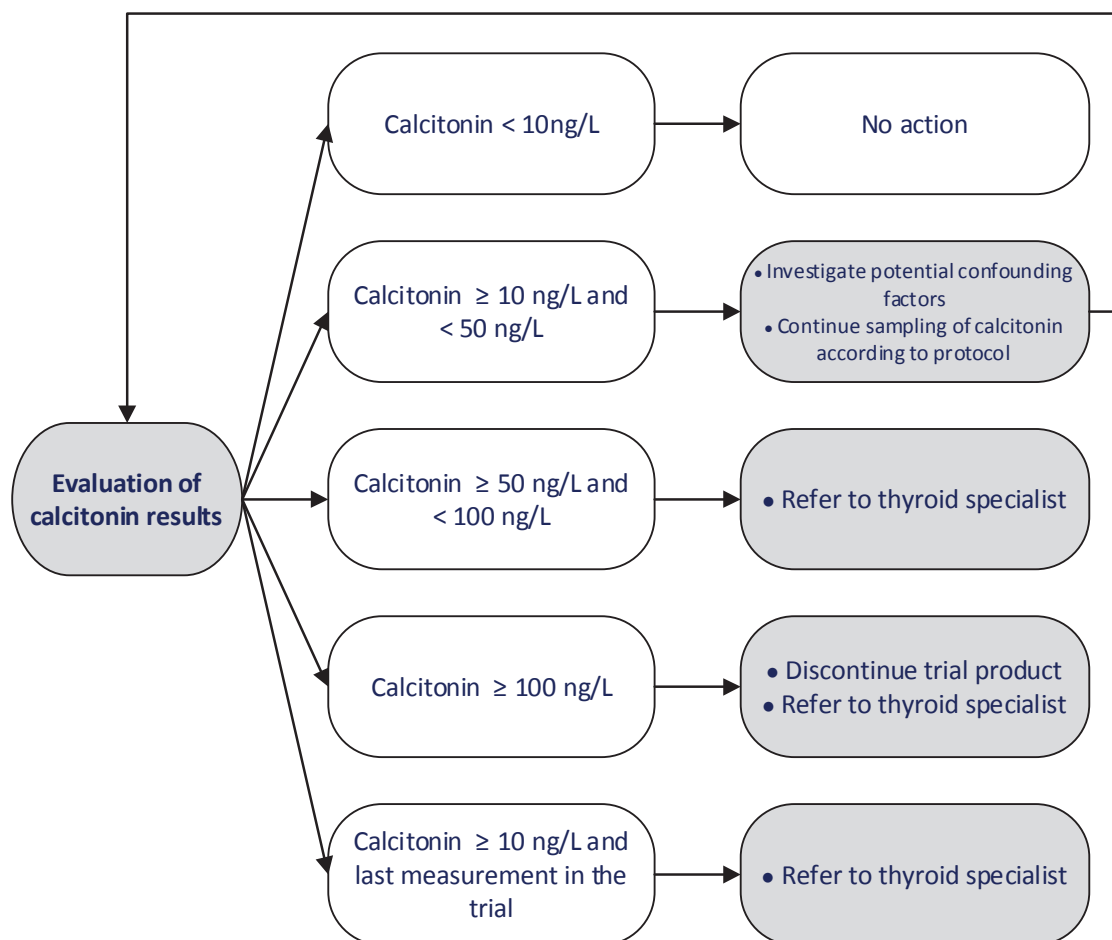 Calcitonin < 10ng/L
No action
Calcitonin ≥ 10 ng/L and
< 50 ng/L
• Investigate potential confounding
factors
• Continue sampling of calcitonin
according to protocol
Evaluation of
calcitonin results
Calcitonin ≥ 50 ng/L and
< 100 ng/L
• Refer to thyroid specialist
Calcitonin ≥ 100 ng/L
• Discontinue trial product
• Refer to thyroid specialist
Calcitonin ≥ 10 ng/L and
last measurement in the
trial
• Refer to thyroid specialist